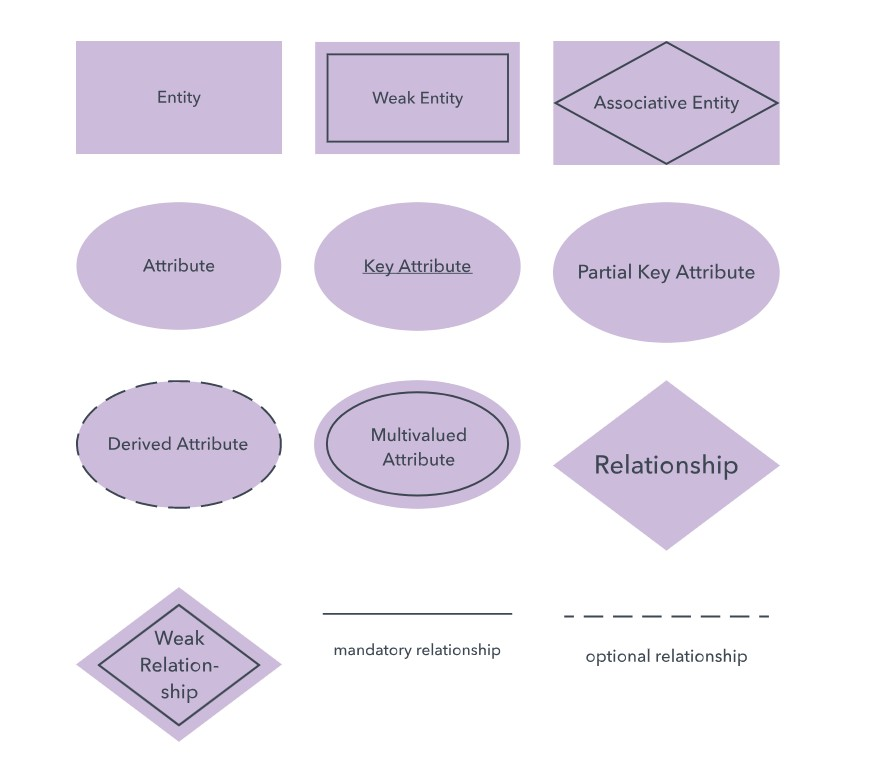 Entity
Weak Entity
Associative Entity
Attribute
Key Attribute
Partial Key Attribute
Derived Attribute
Multivalued
Attribute
Relationship
Weak
Relation-
ship
mandatory relationship
optional relationship